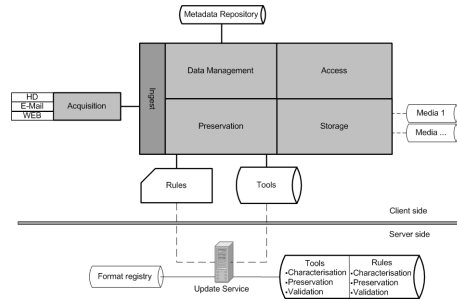 Metadata Repository
Ingest
Data Management
Access
HD
E-Mail
WEB
Acquisition
Preservation
Storage
Media 1
Media ...
Rules
Tools
Client side
Server side
Format registry
Update Service
Tools
•Characterisation
•Preservation
•Validation
Rules
•Characterisation
•Preservation
•Validation